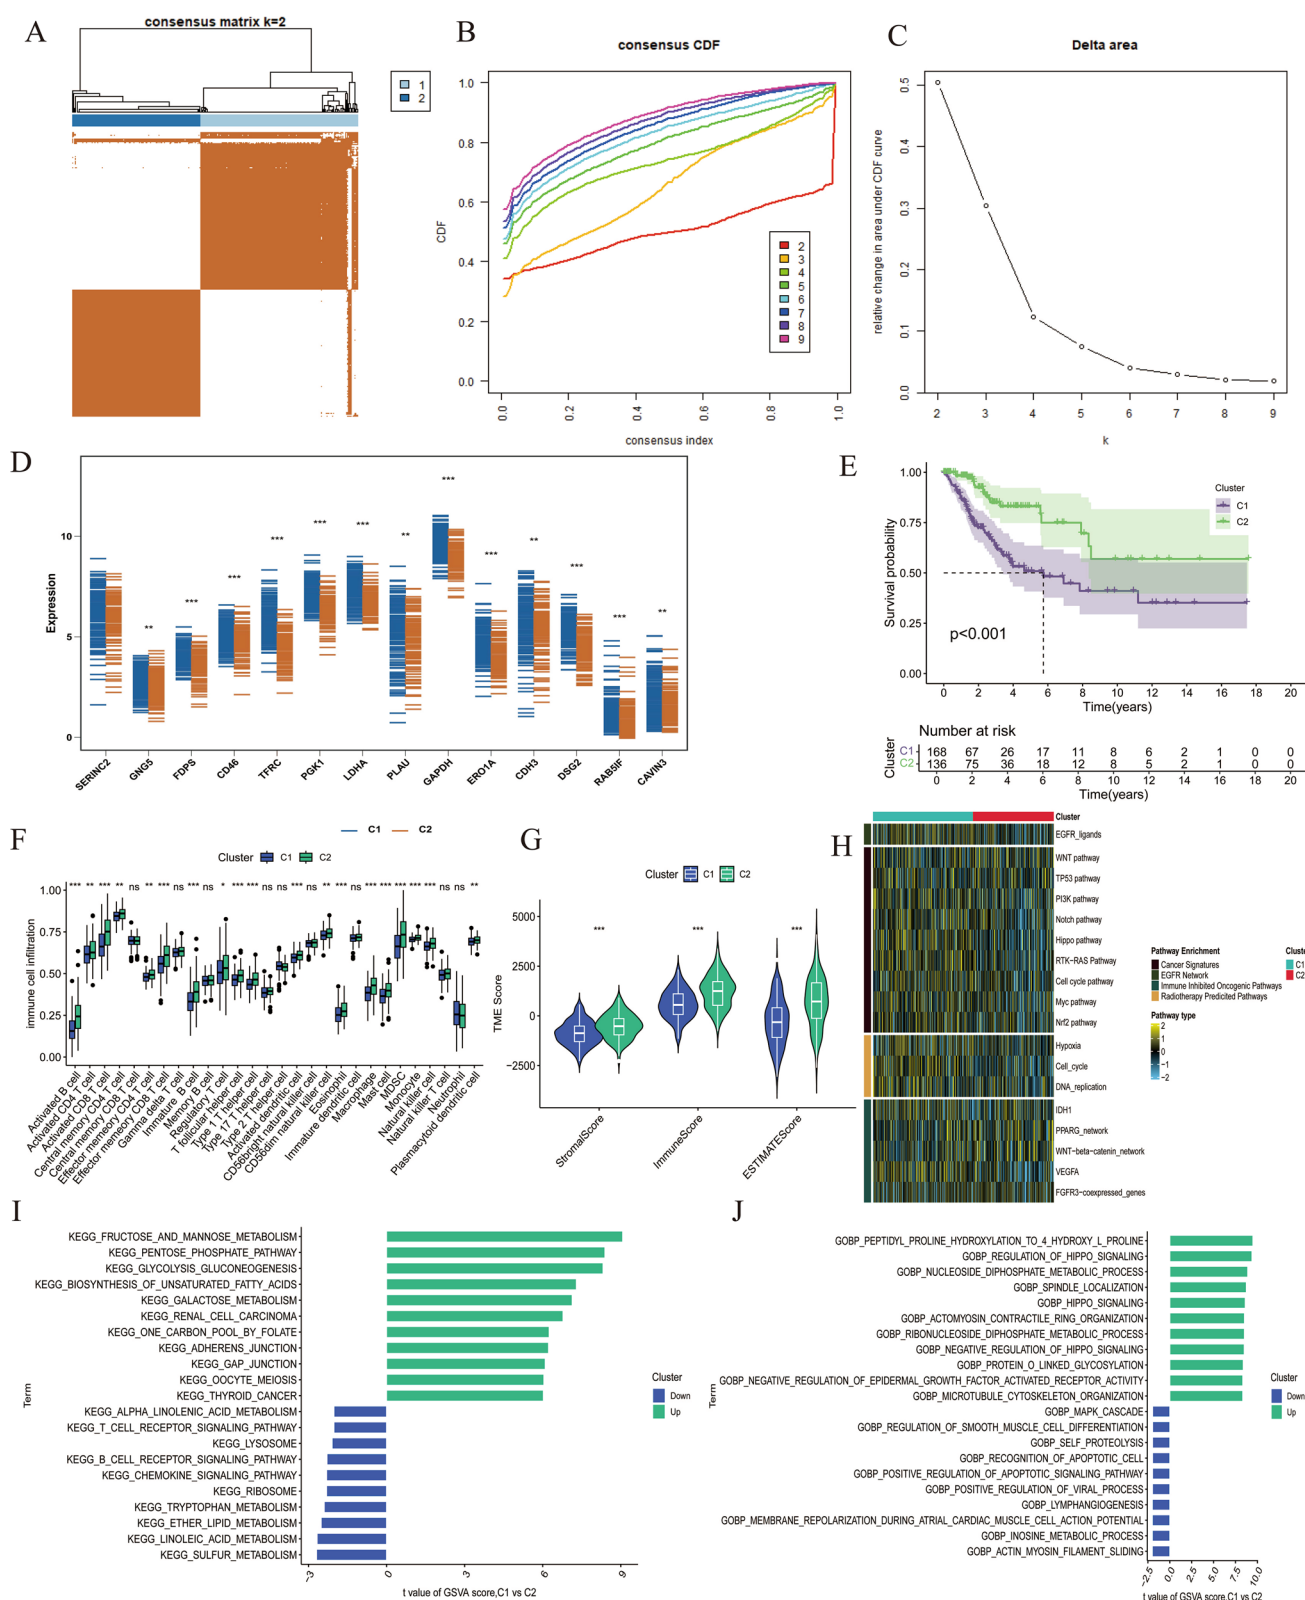 A
consensus matrix k=2
1
2
B
consensus CDF
CDF
1.0
0.8
0.6
0.4
0.2
0.0
2
3
4
5
6
7
8
9
0.0
0.2
0.4
0.6
0.8
1.0
consensus index
C
Delta area
relative change in area under CDF curve
0.5
0.4
0.3
0.2
0.1
0.0
2
3
4
5
6
7
8
9
k
D
Expression
10
5
0
** *** *** *** *** *** ** *** *** ** *** *** **
SERINC2
GNG5
FDPS
CD46
TFRC
PGK1
LDHA
PLAU
GAPDH
ERO1A
CDH3
DSG2
RAB5IF
CAVIN3
C1
C2
E
Survival probability
1.00
0.75
0.50
0.25
0.00
Cluster
C1
C2
p<0.001
0 2 4 6 8 10 12 14 16 18 20
Time(years)
Number at risk
Cluster
C1 168 67 26 17 11 8 6 2 1 0 0
C2 136 75 36 18 12 8 5 2 1 0 0
0 2 4 6 8 10 12 14 16 18 20
Time(years)
F
Cluster C1 C2
immune cell infiltration
1.00
0.75
0.50
0.25
0.00
*** ** *** ** ns ** *** ns *** ns * *** *** ns ns *** ns ** *** ns *** *** *** *** *** ns ns **
Activated B cell
Activated CD4 T cell
Activated CD8 T cell
Central memory CD4 T cell
Central memory CD8 T cell
Effector memory CD4 T cell
Effector memory CD8 T cell
Gamma delta T cell
Immature B cell
Memory B cell
Regulatory T cell
T follicular helper cell
Type 1 T helper cell
Type 17 T helper cell
Type 2 T helper cell
Activated dendritic cell
CD56bright natural killer cell
CD56dim natural killer cell
Eosinophil
Immature dendritic cell
Macrophage
Mast cell
MDSC
Monocyte
Natural killer cell
Natural killer T cell
Neutrophil
Plasmacytoid dendritic cell
G
Cluster C1 C2
TME Score
5000
2500
0
−2500
***
***
***
StromalScore
ImmuneScore
ESTIMATEScore
H
Cluster
EGFR_ligands
WNT pathway
TP53 pathway
PI3K pathway
Notch pathway
Hippo pathway
RTK−RAS Pathway
Cell cycle pathway
Myc pathway
Nrf2 pathway
Hypoxia
Cell_cycle
DNA_replication
IDH1
PPARG_network
WNT−beta−catenin_network
VEGFA
FGFR3−coexpressed_genes
Pathway Enrichment
Cancer Signatures
EGFR Network
Immune Inhibited Oncogenic Pathways
Radiotherapy Predicited Pathways
Pathway type
2
1
0
−1
−2
Cluster
C1
C2
I
Term
KEGG_FRUCTOSE_AND_MANNOSE_METABOLISM
KEGG_PENTOSE_PHOSPHATE_PATHWAY
KEGG_GLYCOLYSIS_GLUCONEOGENESIS
KEGG_BIOSYNTHESIS_OF_UNSATURATED_FATTY_ACIDS
KEGG_GALACTOSE_METABOLISM
KEGG_RENAL_CELL_CARCINOMA
KEGG_ONE_CARBON_POOL_BY_FOLATE
KEGG_ADHERENS_JUNCTION
KEGG_GAP_JUNCTION
KEGG_OOCYTE_MEIOSIS
KEGG_THYROID_CANCER
KEGG_ALPHA_LINOLENIC_ACID_METABOLISM
KEGG_T_CELL_RECEPTOR_SIGNALING_PATHWAY
KEGG_LYSOSOME
KEGG_B_CELL_RECEPTOR_SIGNALING_PATHWAY
KEGG_CHEMOKINE_SIGNALING_PATHWAY
KEGG_RIBOSOME
KEGG_TRYPTOPHAN_METABOLISM
KEGG_ETHER_LIPID_METABOLISM
KEGG_LINOLEIC_ACID_METABOLISM
KEGG_SULFUR_METABOLISM
−3
0
3
6
9
t value of GSVA score,C1 vs C2
Cluster
Down
Up
J
Term
GOBP_PEPTIDYL_PROLINE_HYDROXYLATION_TO_4_HYDROXY_L_PROLINE
GOBP_REGULATION_OF_HIPPO_SIGNALING
GOBP_NUCLEOSIDE_DIPHOSPHATE_METABOLIC_PROCESS
GOBP_SPINDLE_LOCALIZATION
GOBP_HIPPO_SIGNALING
GOBP_ACTOMYOSIN_CONTRACTILE_RING_ORGANIZATION
GOBP_RIBONUCLEOSIDE_DIPHOSPHATE_METABOLIC_PROCESS
GOBP_NEGATIVE_REGULATION_OF_HIPPO_SIGNALING
GOBP_PROTEIN_O_LINKED_GLYCOSYLATION
GOBP_NEGATIVE_REGULATION_OF_EPIDERMAL_GROWTH_FACTOR_ACTIVATED_RECEPTOR_ACTIVITY
GOBP_MICROTUBULE_CYTOSKELETON_ORGANIZATION
GOBP_MAPK_CASCADE
GOBP_REGULATION_OF_SMOOTH_MUSCLE_CELL_DIFFERENTIATION
GOBP_SELF_PROTEOLYSIS
GOBP_RECOGNITION_OF_APOPTOTIC_CELL
GOBP_POSITIVE_REGULATION_OF_APOPTOTIC_SIGNALING_PATHWAY
GOBP_POSITIVE_REGULATION_OF_VIRAL_PROCESS
GOBP_LYMPHANGIOGENESIS
GOBP_MEMBRANE_REPOLARIZATION_DURING_ATRIAL_CARDIAC_MUSCLE_CELL_ACTION_POTENTIAL
GOBP_INOSINE_METABOLIC_PROCESS
GOBP_ACTIN_MYOSIN_FILAMENT_SLIDING
−2.5
0.0
2.5
5.0
7.5
10.0
t value of GSVA score,C1 vs C2
Cluster
Down
Up